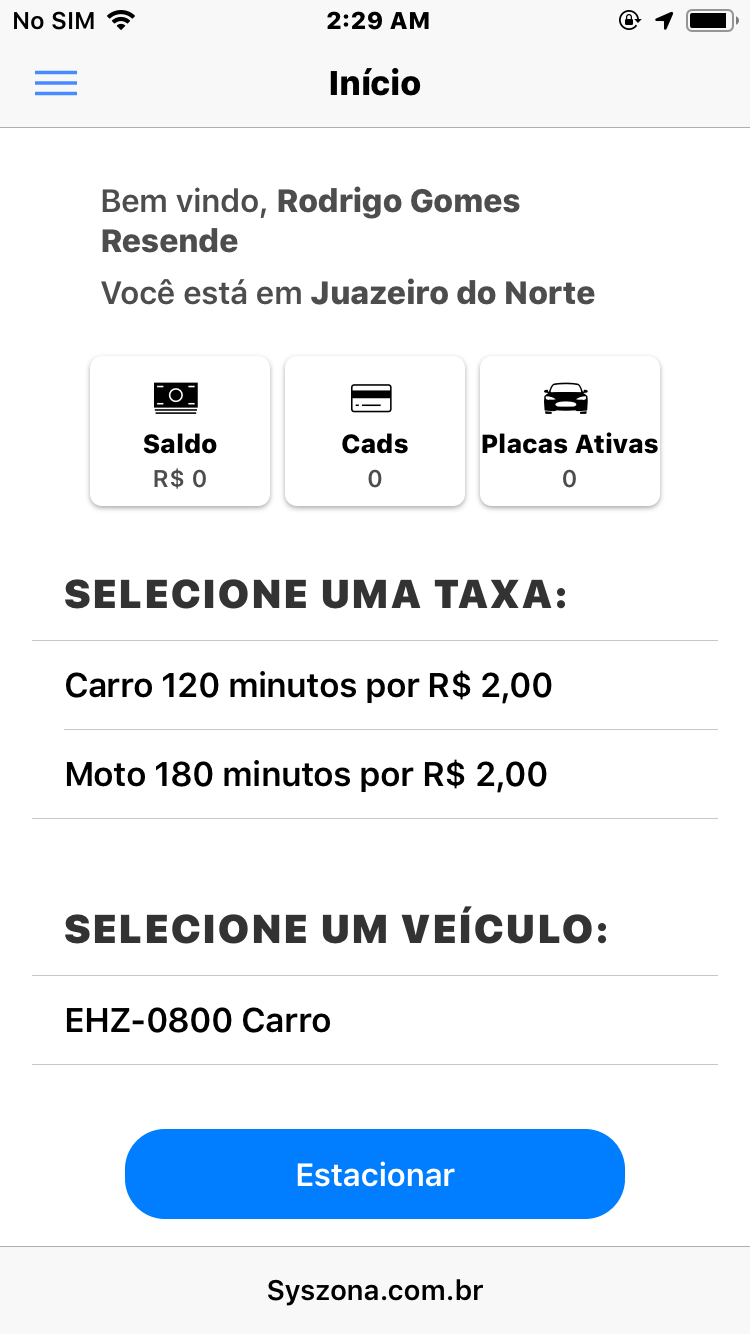 No SIM 2:29 AM
Início
Bem vindo, Rodrigo Gomes
Resende
Você está em Juazeiro do Norte
Saldo Cads Placas Ativas
R$ 0 0 0
SELECIONE UMA TAXA:
Carro 120 minutos por R$ 2,00
Moto 180 minutos por R$ 2,00
SELECIONE UM VEÍCULO:
EHZ-0800 Carro
Estacionar
Syszona.com.br